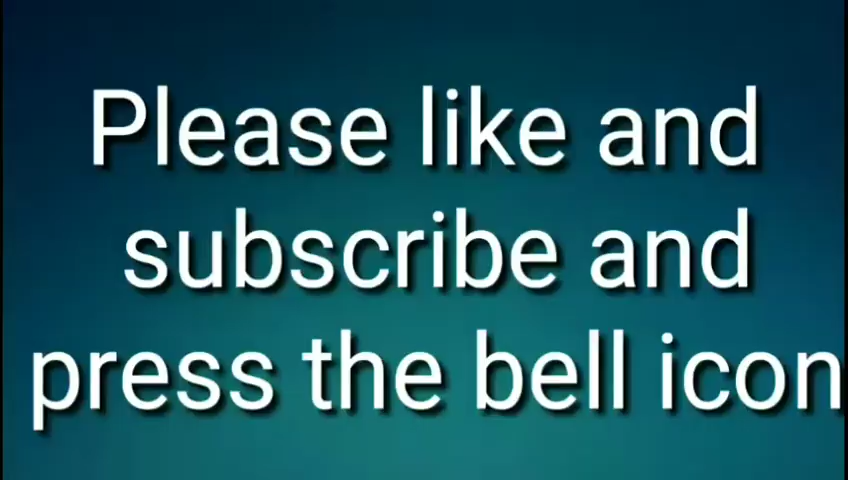 Please like and
subscribe and
press the bell icon